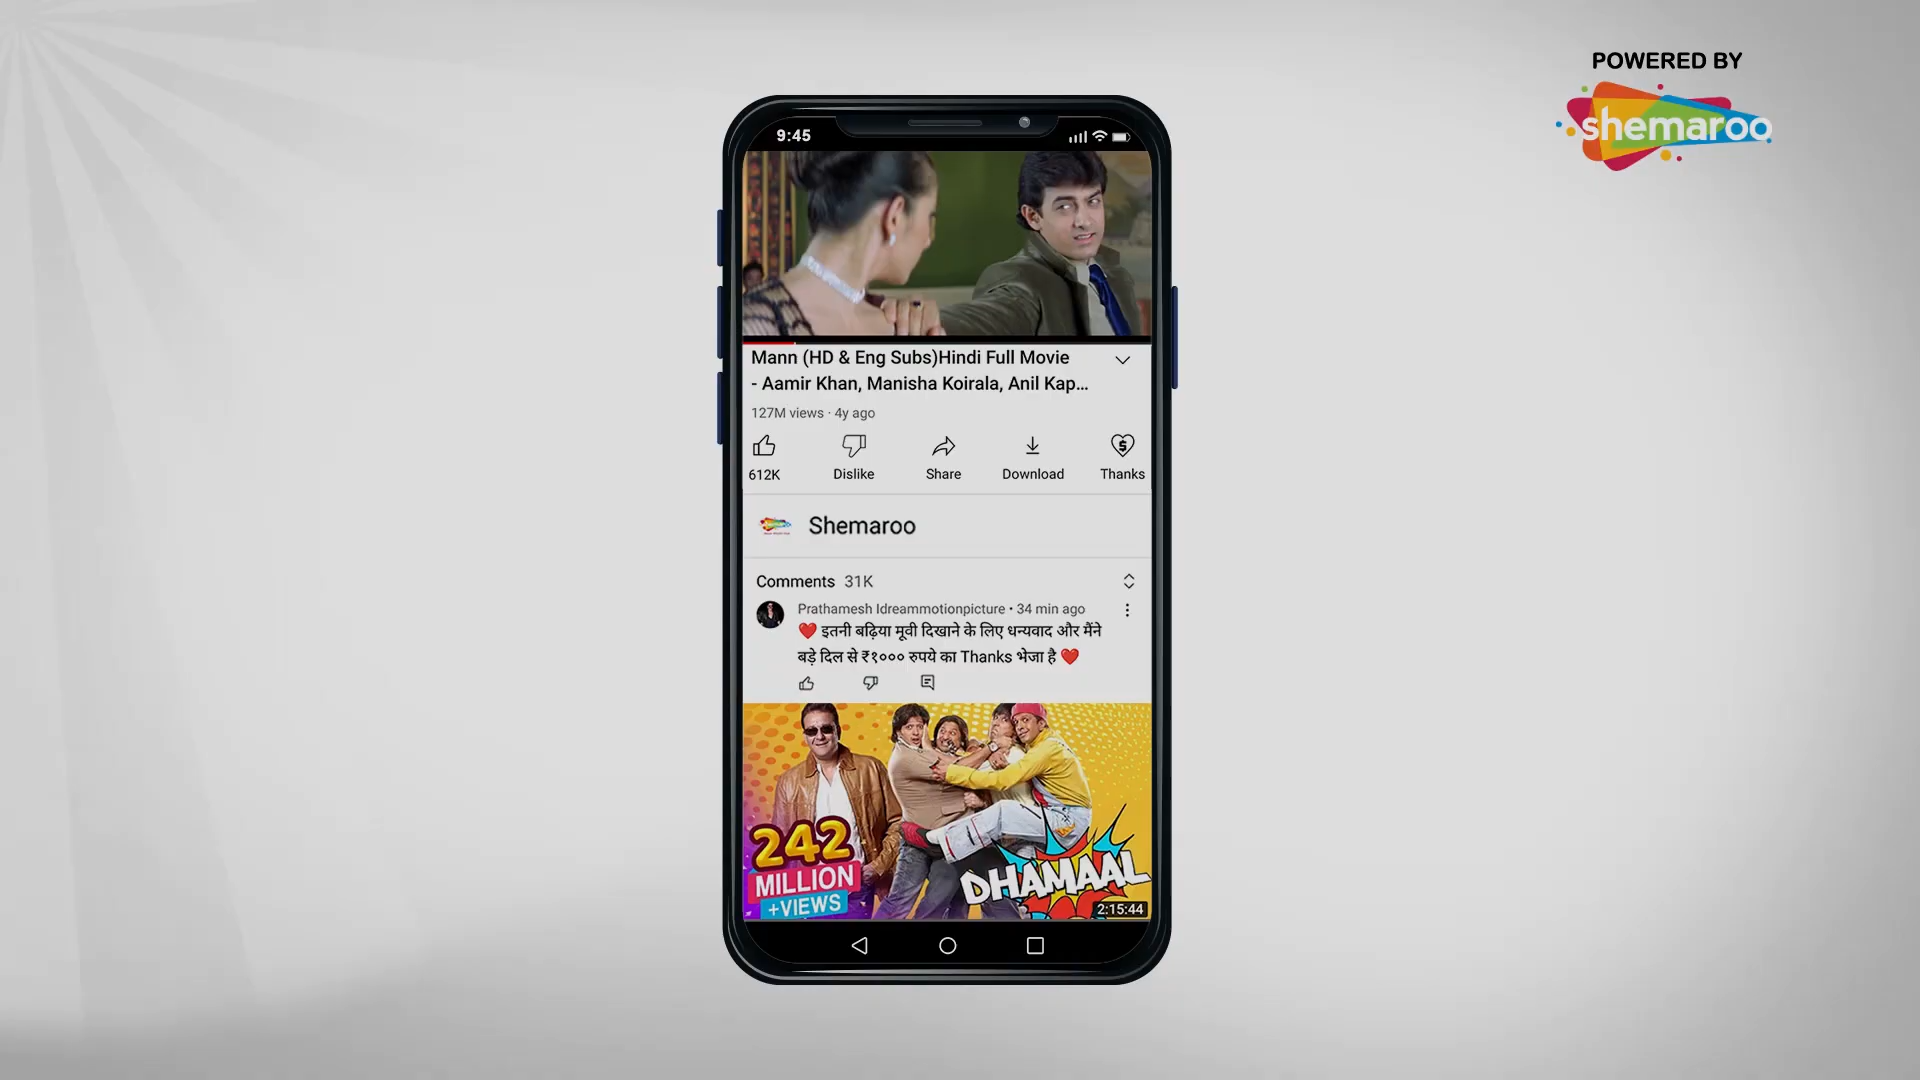 POWERED BY
shemaroo
9:45
Mann (HD & Eng Subs)Hindi Full Movie
- Aamir Khan, Manisha Koirala, Anil Kap...
127M views · 4y ago
612K
Dislike
Share
Download
Thanks
Shemaroo
Comments 31K
Prathamesh Idreammotionpicture • 34 min ago
❤️ इतनी बढ़िया मूवी दिखाने के लिए धन्यवाद और मैंने
बड़े दिल से ₹१००० रुपये का Thanks भेजा है ❤️
242
MILLION
+VIEWS
DHAMAAL
2:15:44